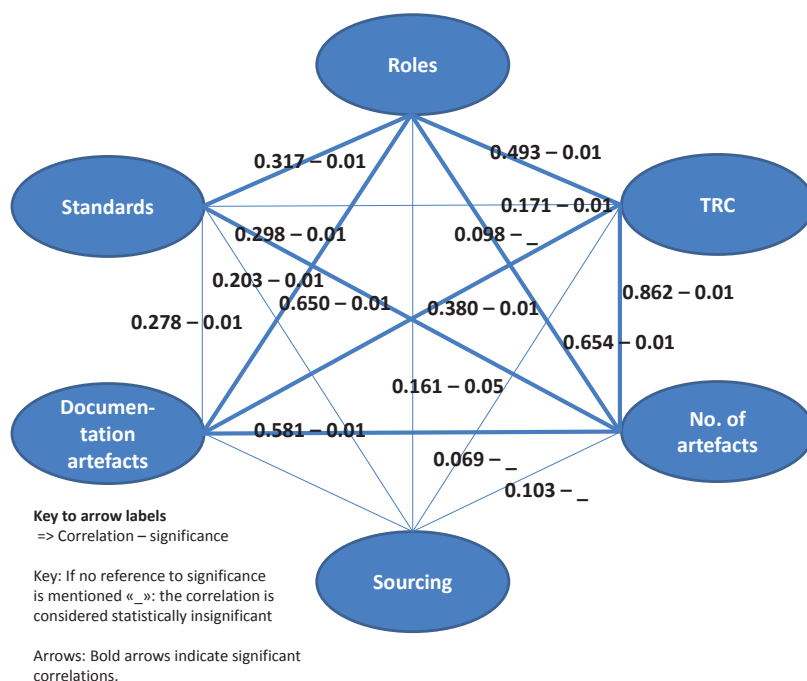 Roles
0.317 – 0.01
0.493 – 0.01
Standards
TRC
0.171 – 0.01
0.298 – 0.01
0.098 – _
0.203 – 0.01
0.650 – 0.01
0.380 – 0.01
0.862 – 0.01
0.278 – 0.01
0.654 – 0.01
0.161 – 0.05
Documen-
tation
artefacts
No. of
artefacts
0.581 – 0.01
0.069 – _
0.103 – _
Sourcing
Key to arrow labels
=> Correlation – significance
Key: If no reference to significance
is mentioned «_»: the correlation is
considered statistically insignificant
Arrows: Bold arrows indicate significant
correlations.